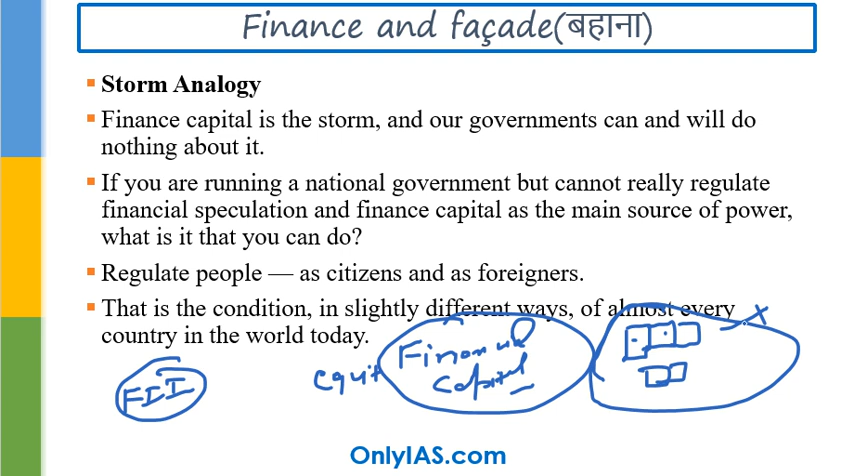 Finance and façade(बहाना)
Storm Analogy
Finance capital is the storm, and our governments can and will do
nothing about it.
If you are running a national government but cannot really regulate
financial speculation and finance capital as the main source of power,
what is it that you can do?
Regulate people — as citizens and as foreigners.
That is the condition, in slightly different ways, of almost every
country in the world today.
FII
Capital
OnlyIAS.com